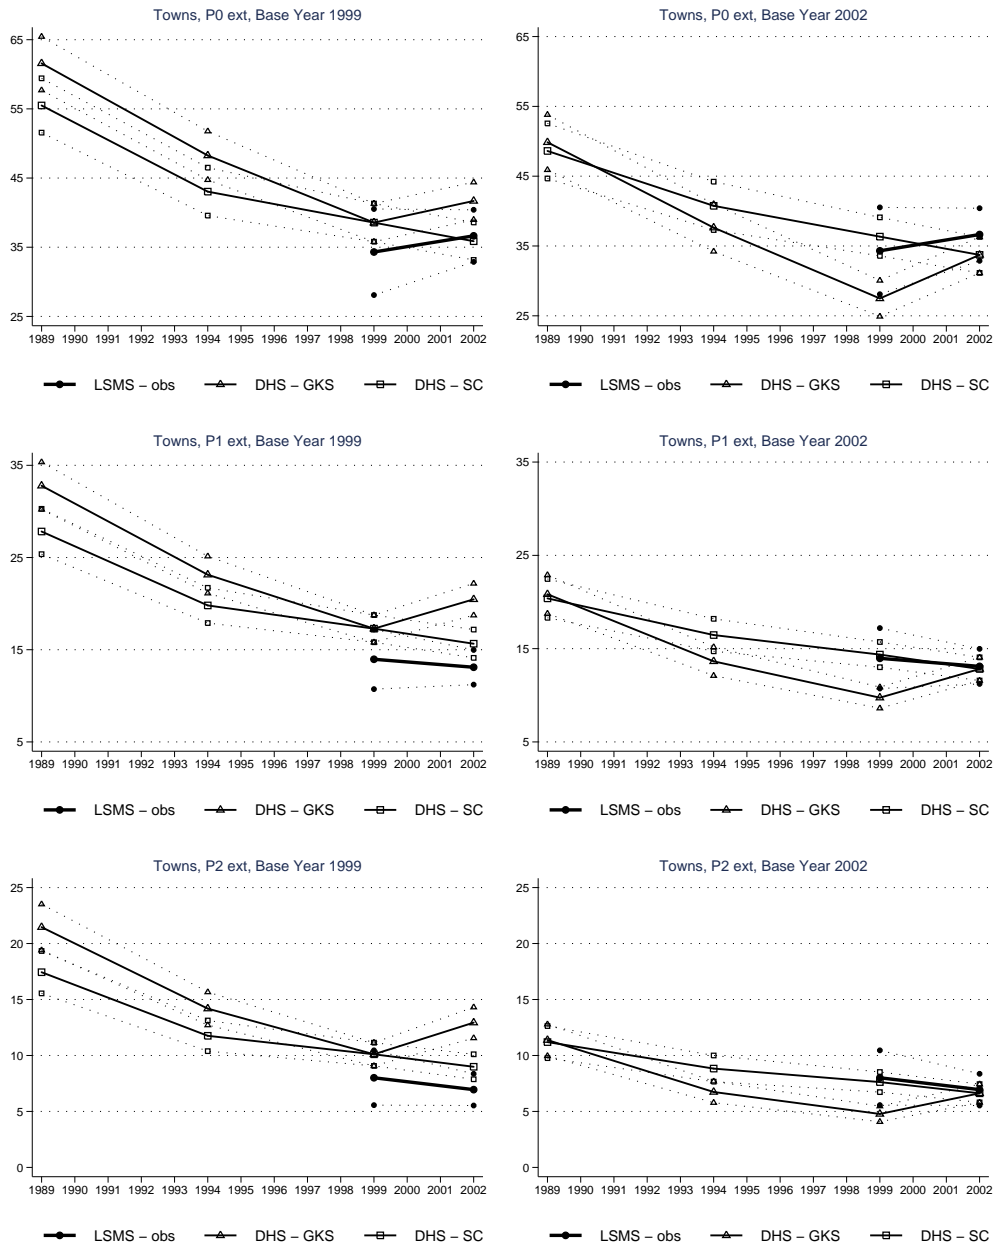 Towns, P0 ext, Base Year 1999
65
55
45
35
25
1989 1990 1991 1992 1993 1994 1995 1996 1997 1998 1999 2000 2001 2002
LSMS – obs DHS – GKS DHS – SC
Towns, P0 ext, Base Year 2002
65
55
45
35
25
1989 1990 1991 1992 1993 1994 1995 1996 1997 1998 1999 2000 2001 2002
LSMS – obs DHS – GKS DHS – SC
Towns, P1 ext, Base Year 1999
35
25
15
5
1989 1990 1991 1992 1993 1994 1995 1996 1997 1998 1999 2000 2001 2002
LSMS – obs DHS – GKS DHS – SC
Towns, P1 ext, Base Year 2002
35
25
15
5
1989 1990 1991 1992 1993 1994 1995 1996 1997 1998 1999 2000 2001 2002
LSMS – obs DHS – GKS DHS – SC
Towns, P2 ext, Base Year 1999
25
20
15
10
5
0
1989 1990 1991 1992 1993 1994 1995 1996 1997 1998 1999 2000 2001 2002
LSMS – obs DHS – GKS DHS – SC
Towns, P2 ext, Base Year 2002
25
20
15
10
5
0
1989 1990 1991 1992 1993 1994 1995 1996 1997 1998 1999 2000 2001 2002
LSMS – obs DHS – GKS DHS – SC